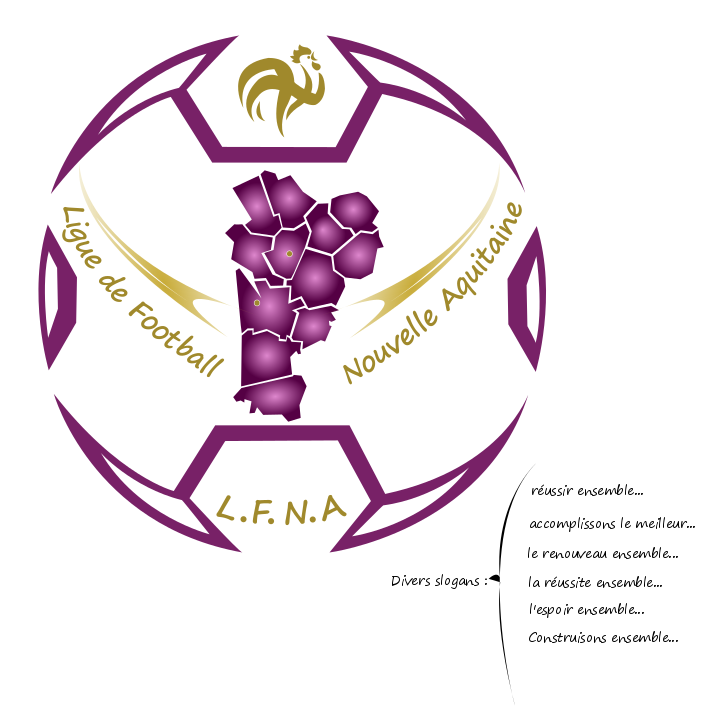 Ligue de Football
Nouvelle Aquitaine
L.F.N.A
Divers slogans :
réussir ensemble...
accomplissons le meilleur...
le renouveau ensemble...
la réussite ensemble...
l'espoir ensemble...
Construisons ensemble...